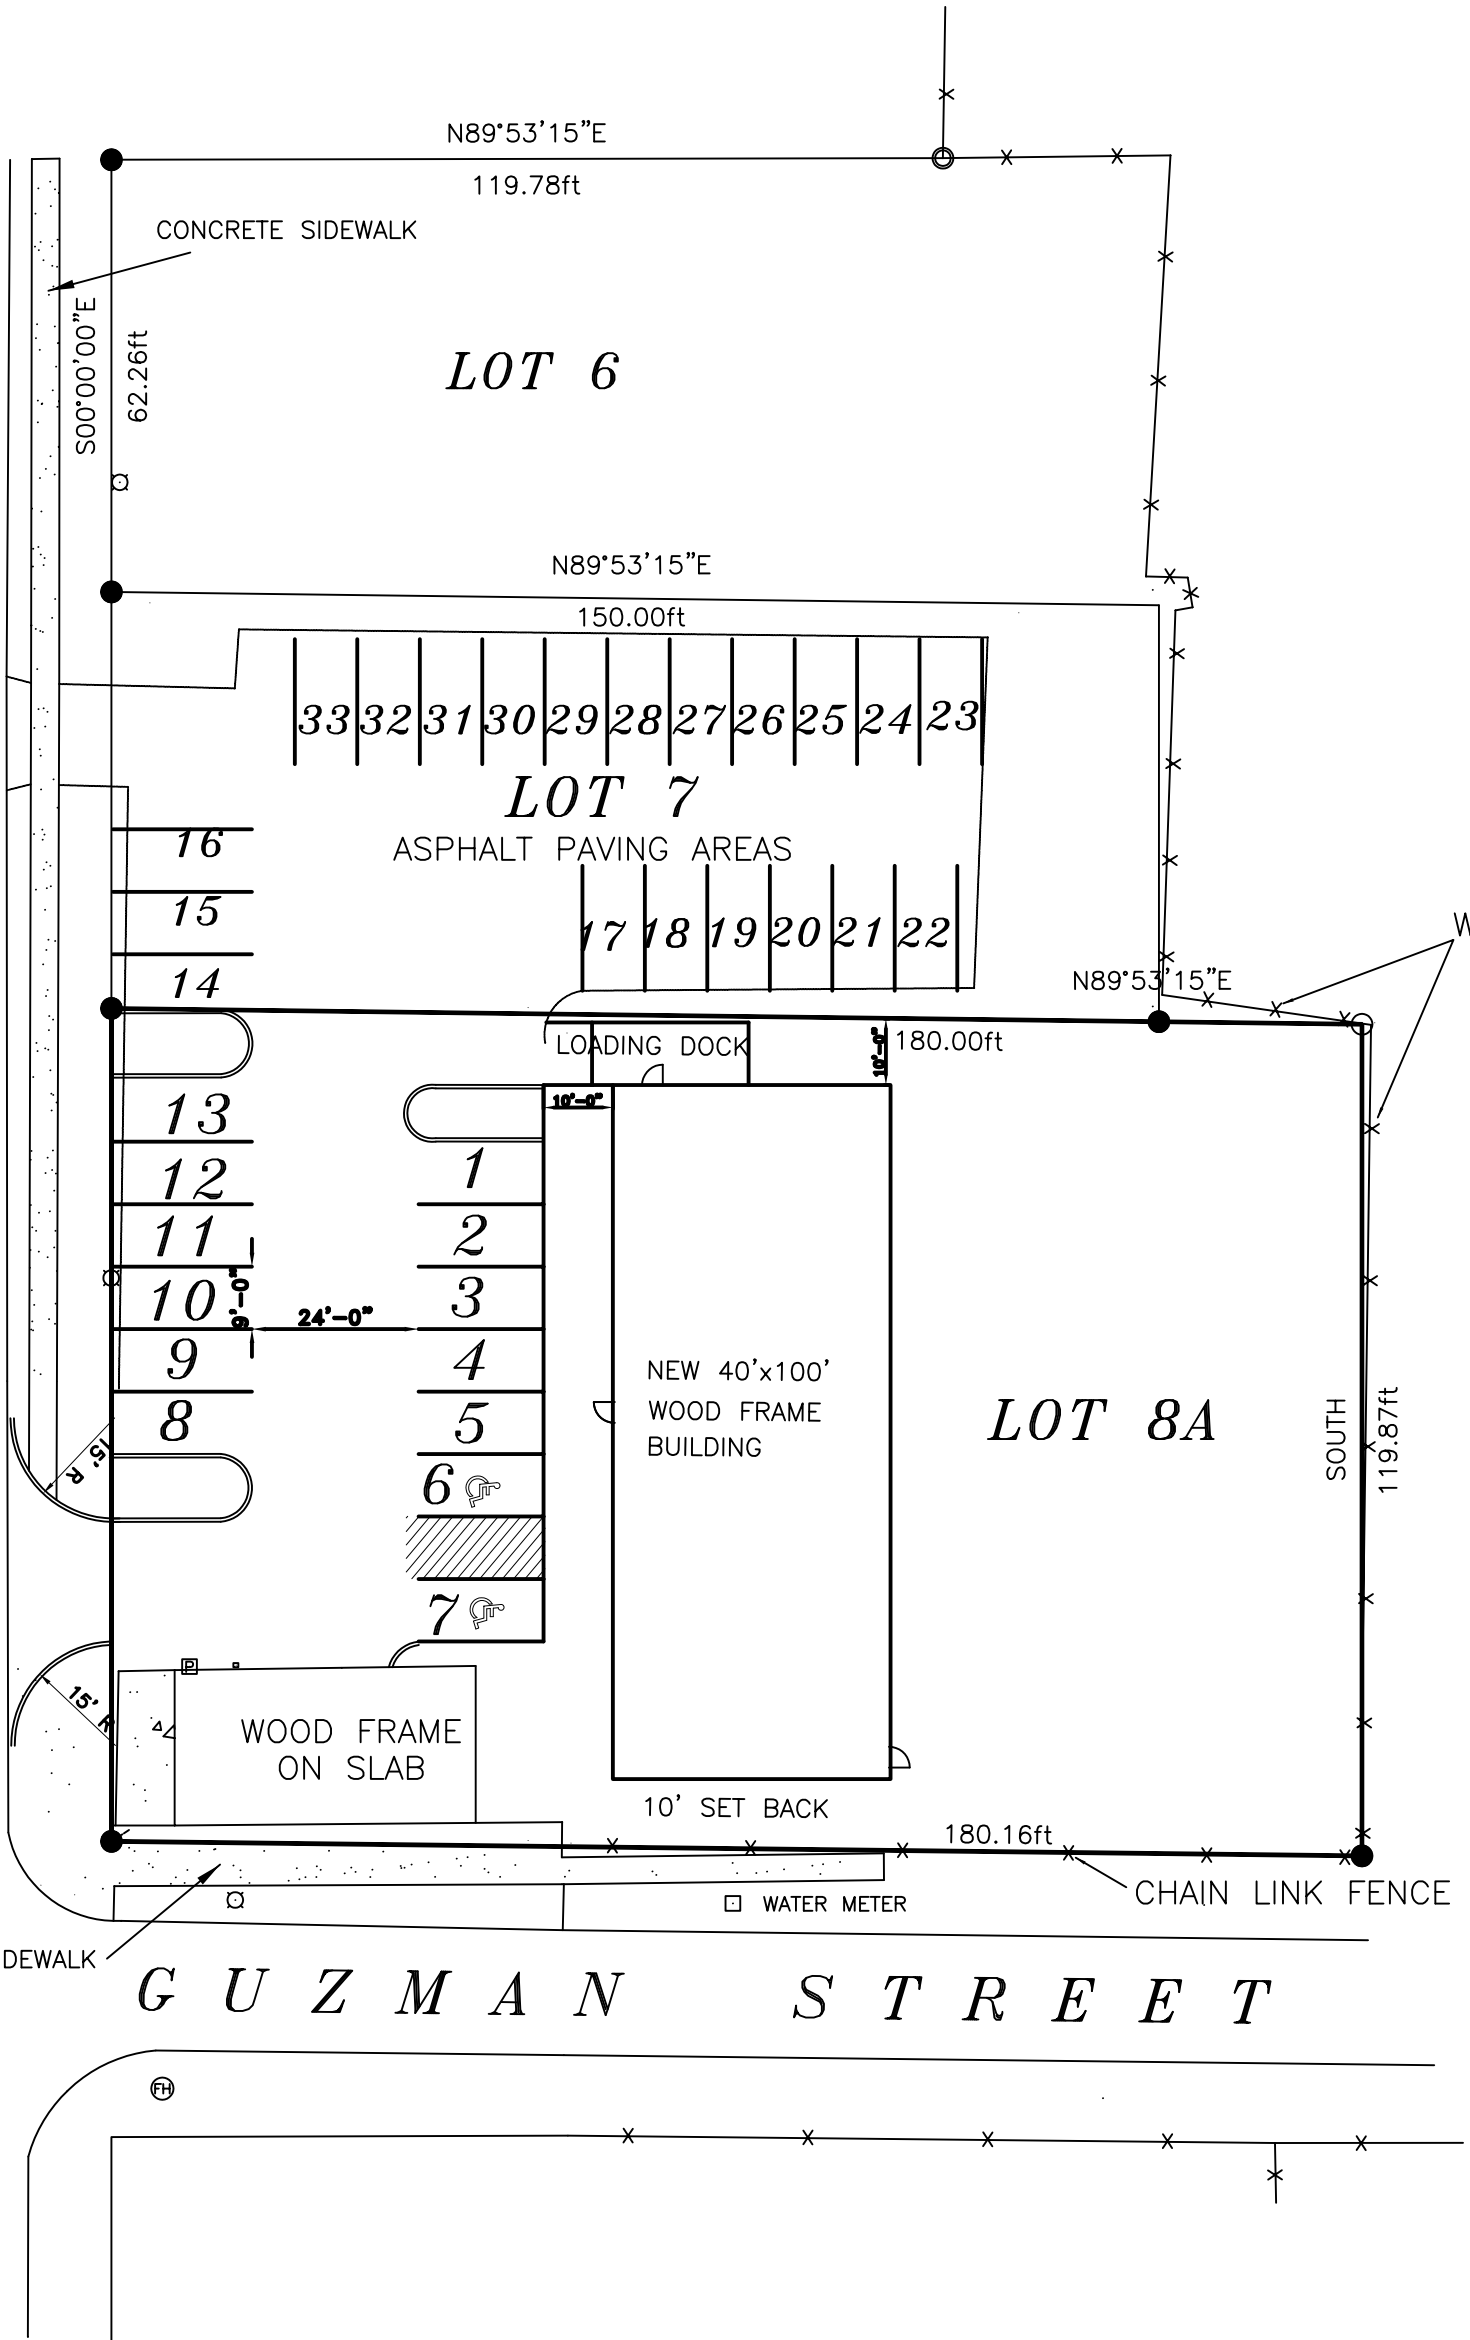 N89°53'15"E
119.78ft
CONCRETE SIDEWALK
S00°00'00"E
62.26ft
LOT 6
N89°53'15"E
150.00ft
33 32 31 30 29 28 27 26 25 24 23
LOT 7
ASPHALT PAVING AREAS
16
15
14
17 18 19 20 21 22
W
N89°53'15"E
180.00ft
LOADING DOCK
10'-0"
10'-0"
13
12
11
10
9
8
9'-0"
24'-0"
1
2
3
4
5
6
7
NEW 40'x100'
WOOD FRAME
BUILDING
LOT 8A
SOUTH
119.87ft
15' R
15' R
P
WOOD FRAME
ON SLAB
10' SET BACK
180.16ft
CHAIN LINK FENCE
WATER METER
DEWALK
GUZMAN STREET
FH